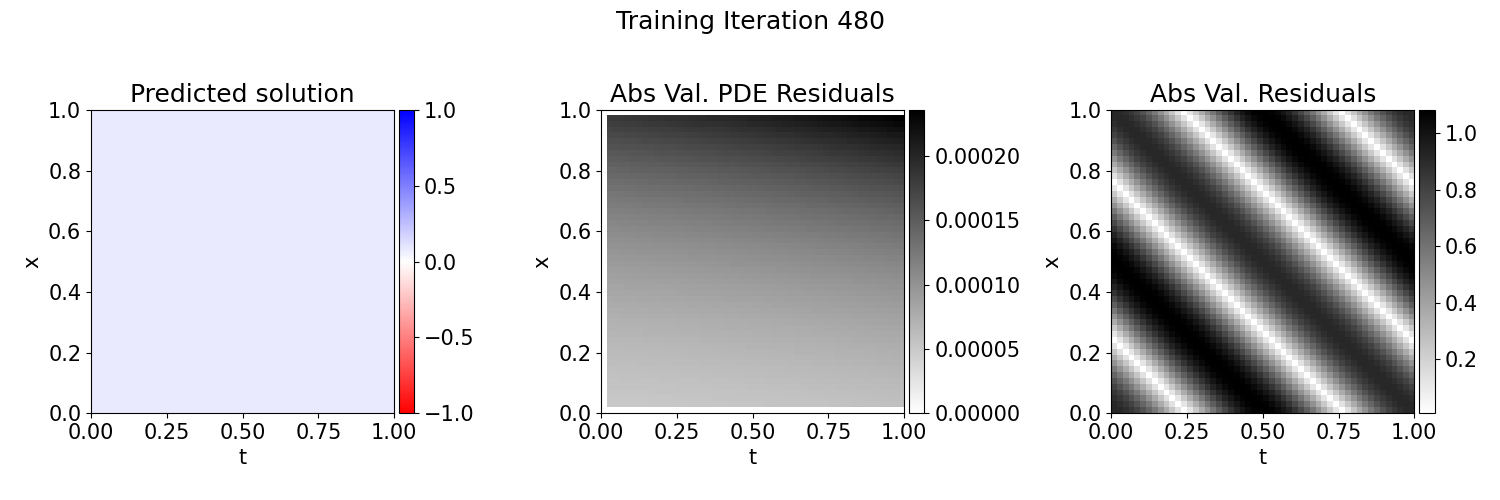 Training Iteration 480
Predicted solution
1.0
0.8
0.6
0.4
0.2
0.0
x
0.00 0.25 0.50 0.75 1.00
t
1.0
0.5
0.0
−0.5
−1.0
Abs Val. PDE Residuals
1.0
0.8
0.6
0.4
0.2
0.0
x
0.00 0.25 0.50 0.75 1.00
t
0.00020
0.00015
0.00010
0.00005
0.00000
Abs Val. Residuals
1.0
0.8
0.6
0.4
0.2
0.0
x
0.00 0.25 0.50 0.75 1.00
t
1.0
0.8
0.6
0.4
0.2